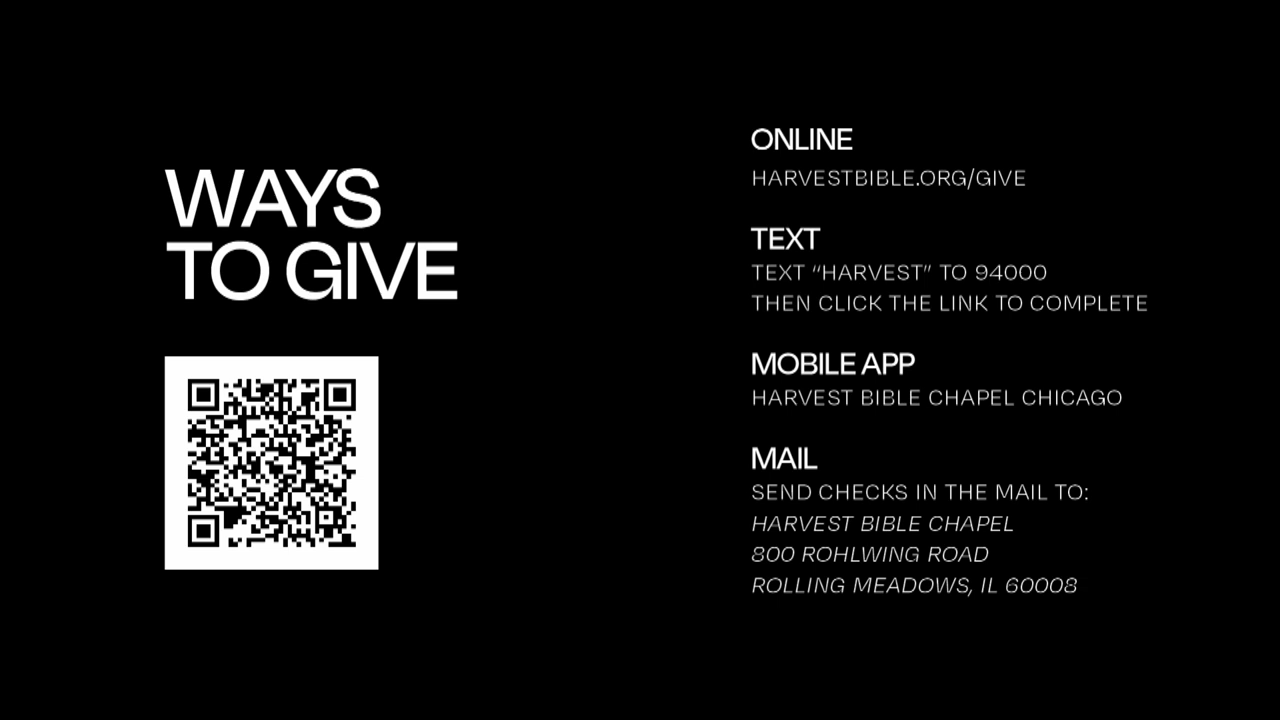 WAYS
TO GIVE
ONLINE
HARVESTBIBLE.ORG/GIVE
TEXT
TEXT “HARVEST” TO 94000
THEN CLICK THE LINK TO COMPLETE
MOBILE APP
HARVEST BIBLE CHAPEL CHICAGO
MAIL
SEND CHECKS IN THE MAIL TO:
HARVEST BIBLE CHAPEL
800 ROHLWING ROAD
ROLLING MEADOWS, IL 60008